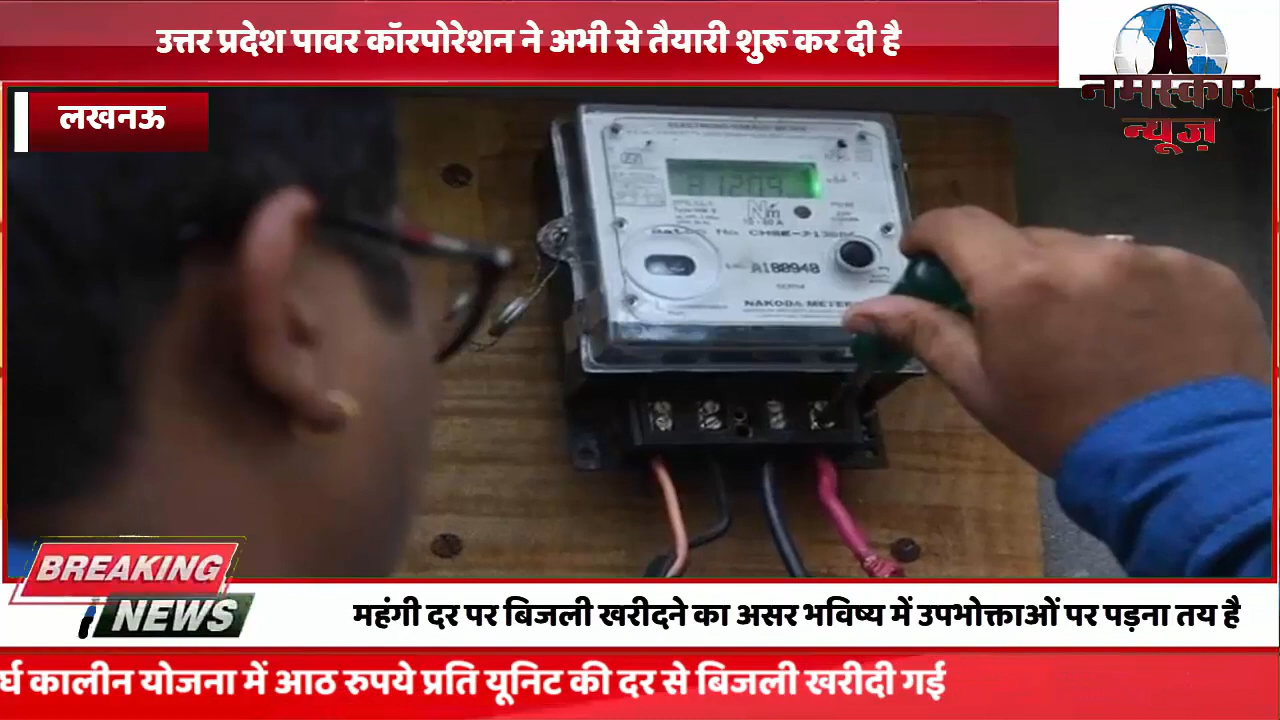 उत्तर प्रदेश पावर कॉरपोरेशन ने अभी से तैयारी शुरू कर दी है
नमस्कार
न्यूज़
लखनऊ
A1180940
NAKODA METER
BREAKING
NEWS
महंगी दर पर बिजली खरीदने का असर भविष्य में उपभोक्ताओं पर पड़ना तय है
र्घ कालीन योजना में आठ रुपये प्रति यूनिट की दर से बिजली खरीदी गई